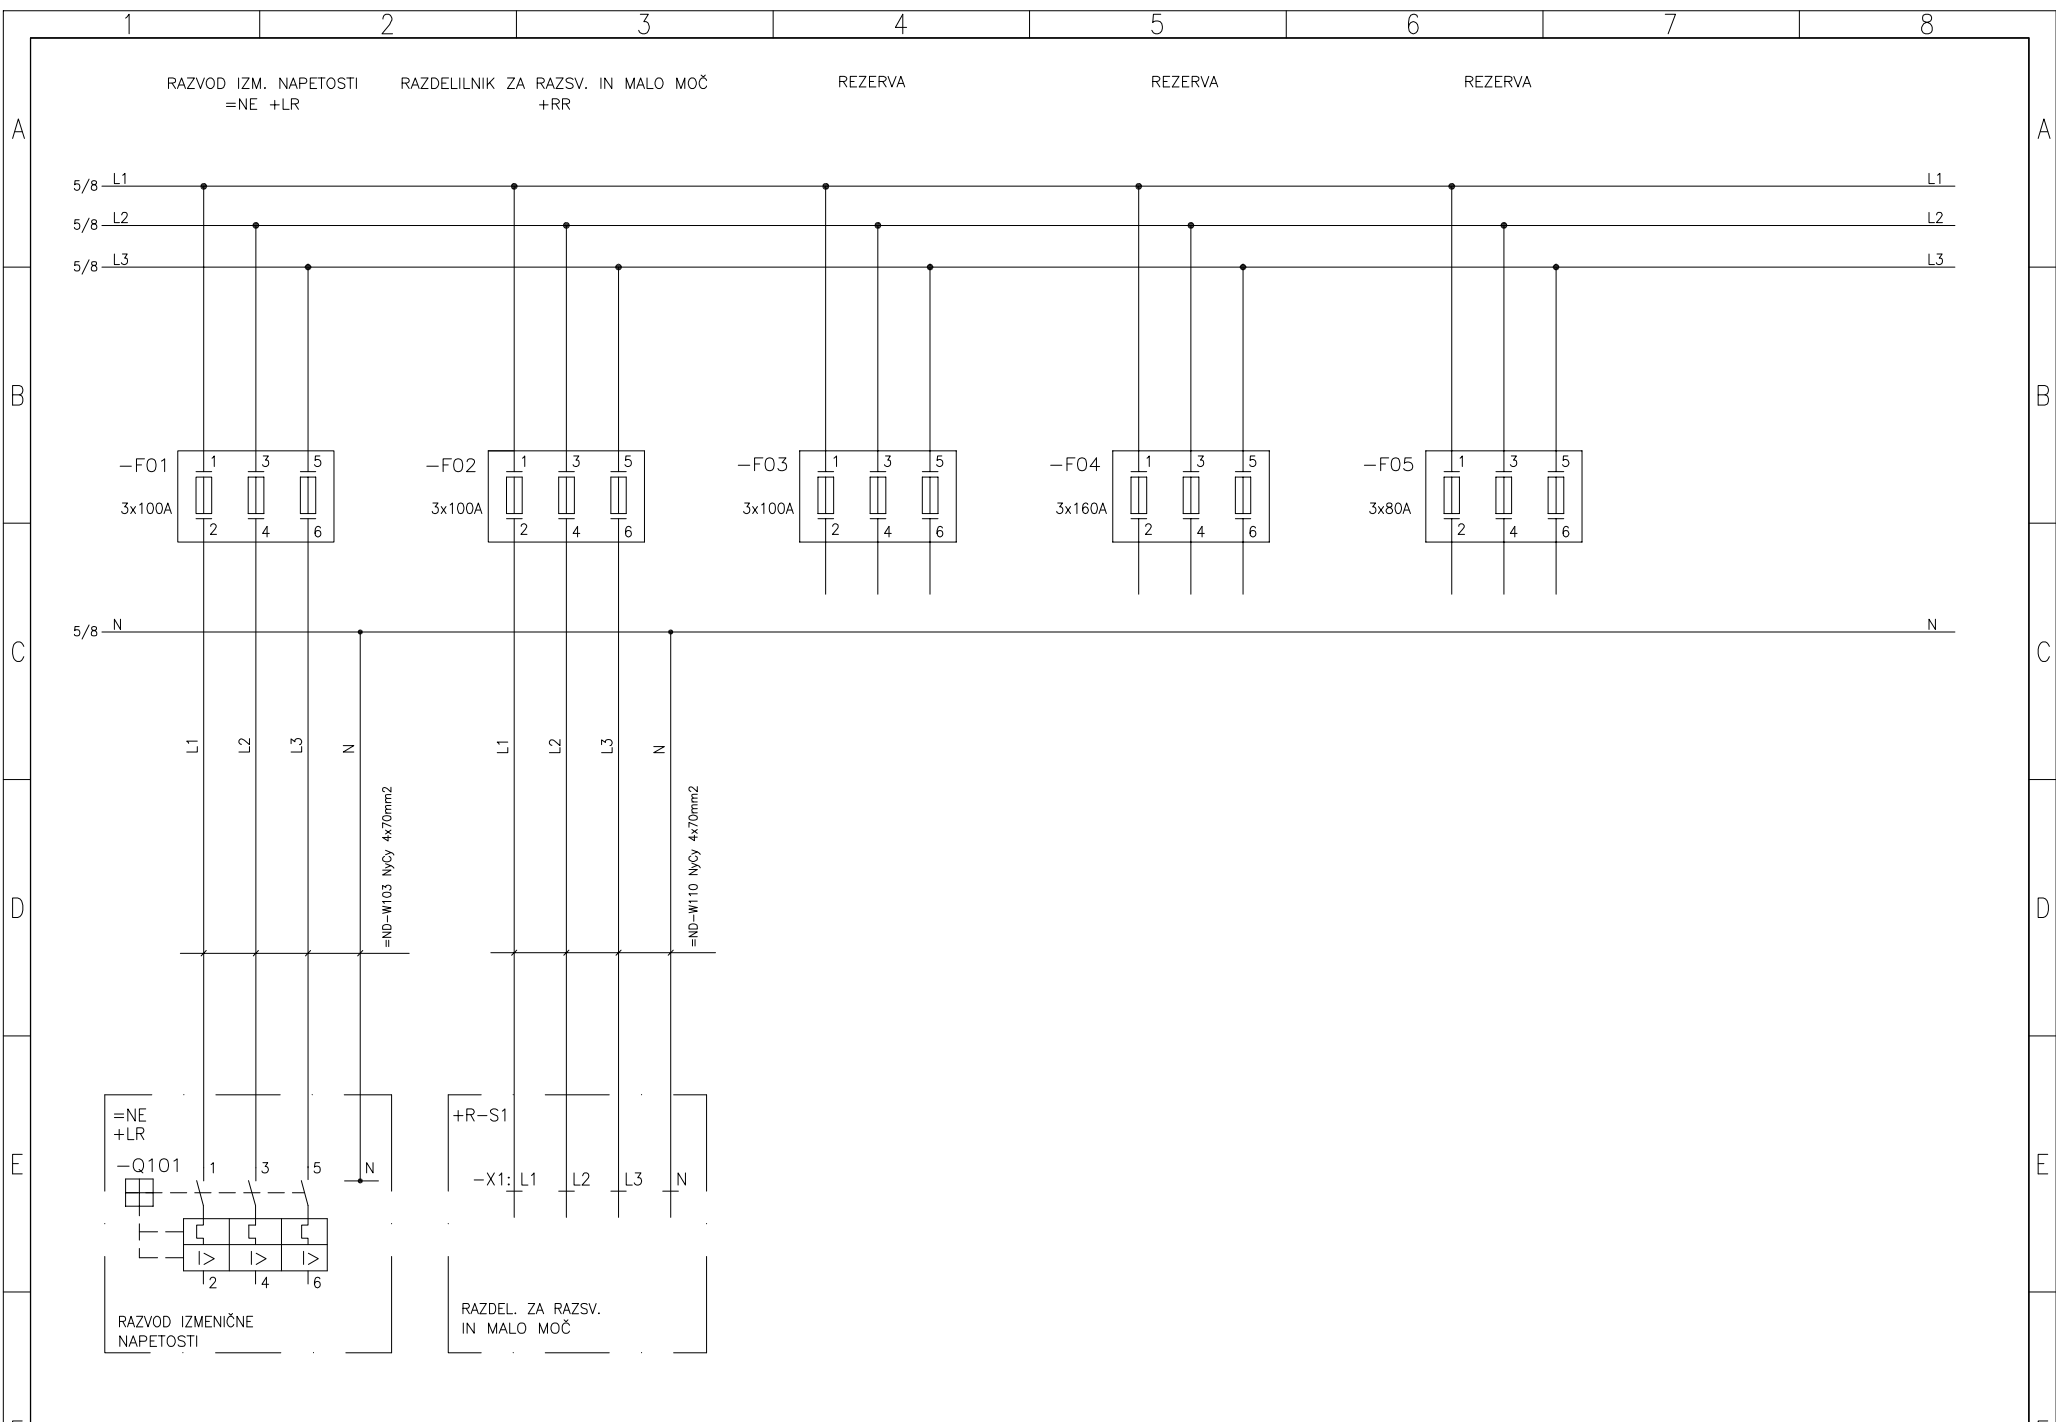 1 2 3 4 5 6 7 8
RAZVOD IZM. NAPETOSTI
=NE +LR
RAZDELILNIK ZA RAZSV. IN MALO MOČ
+RR
REZERVA
REZERVA
REZERVA
A A
5/8 L1 L1
5/8 L2 L2
5/8 L3 L3
B B
-F01 1 3 5
3x100A
2 4 6
-F02 1 3 5
3x100A
2 4 6
-F03 1 3 5
3x100A
2 4 6
-F04 1 3 5
3x160A
2 4 6
-F05 1 3 5
3x80A
2 4 6
5/8 N N
C C
L1 L2 L3 N
=ND-W103 NyCy 4x70mm2
L1 L2 L3 N
=ND-W110 NyCy 4x70mm2
D D
=NE
+LR
-Q101 1 3 5 N
I> I> I>
2 4 6
RAZVOD IZMENIČNE
NAPETOSTI
+R-S1
-X1: L1 L2 L3 N
RAZDEL. ZA RAZSV.
IN MALO MOČ
E E